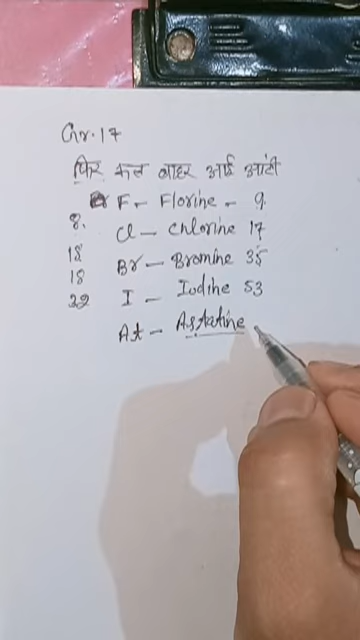 Gr.17
फिर कल बाहर आई आंटी
F - Florine - 9
8. Cl - Chlorine 17
18 Br - Bromine 35
18
32 I - Iodine 53
At - Astatine